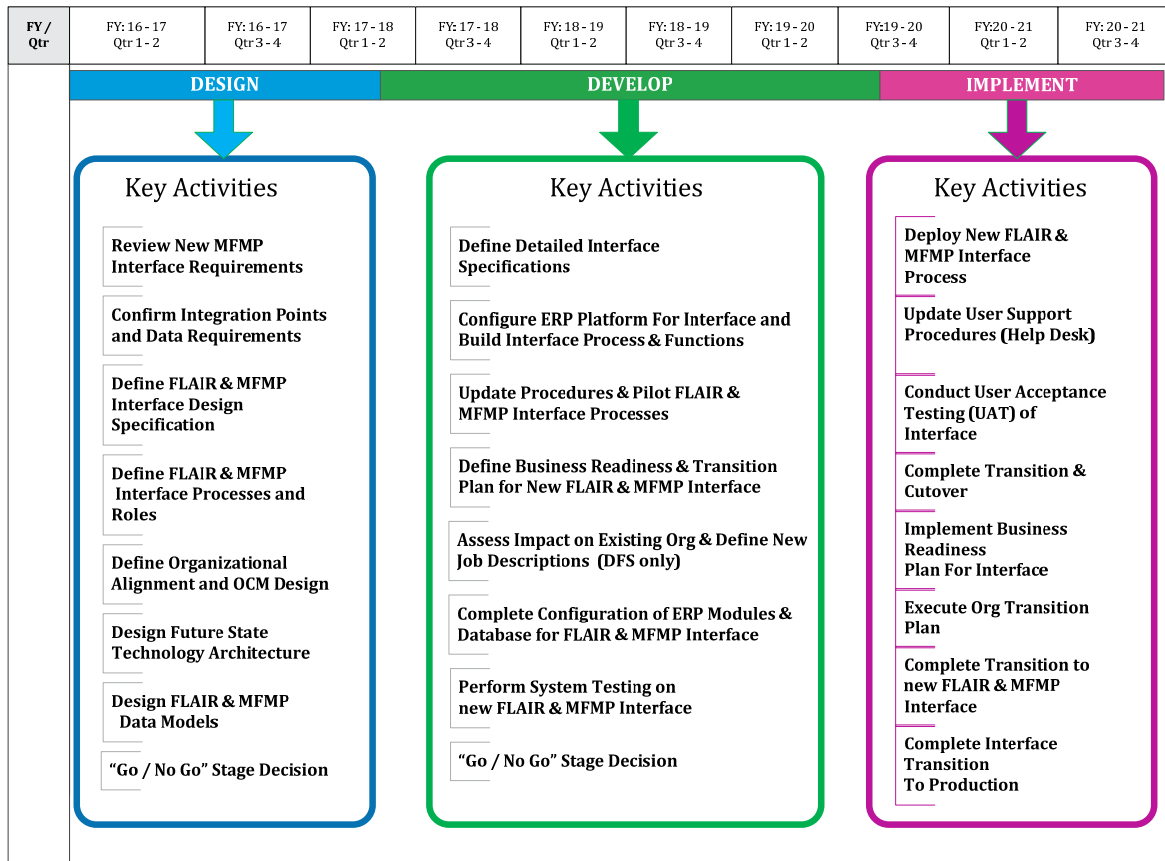 FY /
Qtr
FY: 16 - 17
Qtr 1 - 2
FY: 16 - 17
Qtr 3 - 4
FY: 17 - 18
Qtr 1 - 2
FY: 17 - 18
Qtr 3 - 4
FY: 18 - 19
Qtr 1 - 2
FY: 18 - 19
Qtr 3 - 4
FY: 19 - 20
Qtr 1 - 2
FY:19 - 20
Qtr 3 - 4
FY:20 - 21
Qtr 1 - 2
FY: 20 - 21
Qtr 3 - 4
DESIGN
DEVELOP
IMPLEMENT
Key Activities
Review New MFMP
Interface Requirements
Confirm Integration Points
and Data Requirements
Define FLAIR & MFMP
Interface Design
Specification
Define FLAIR & MFMP
Interface Processes and
Roles
Define Organizational
Alignment and OCM Design
Design Future State
Technology Architecture
Design FLAIR & MFMP
Data Models
“Go / No Go” Stage Decision
Key Activities
Define Detailed Interface
Specifications
Configure ERP Platform For Interface and
Build Interface Process & Functions
Update Procedures & Pilot FLAIR &
MFMP Interface Processes
Define Business Readiness & Transition
Plan for New FLAIR & MFMP Interface
Assess Impact on Existing Org & Define New
Job Descriptions (DFS only)
Complete Configuration of ERP Modules &
Database for FLAIR & MFMP Interface
Perform System Testing on
new FLAIR & MFMP Interface
“Go / No Go” Stage Decision
Key Activities
Deploy New FLAIR &
MFMP Interface
Process
Update User Support
Procedures (Help Desk)
Conduct User Acceptance
Testing (UAT) of
Interface
Complete Transition &
Cutover
Implement Business
Readiness
Plan For Interface
Execute Org Transition
Plan
Complete Transition to
new FLAIR & MFMP
Interface
Complete Interface
Transition
To Production